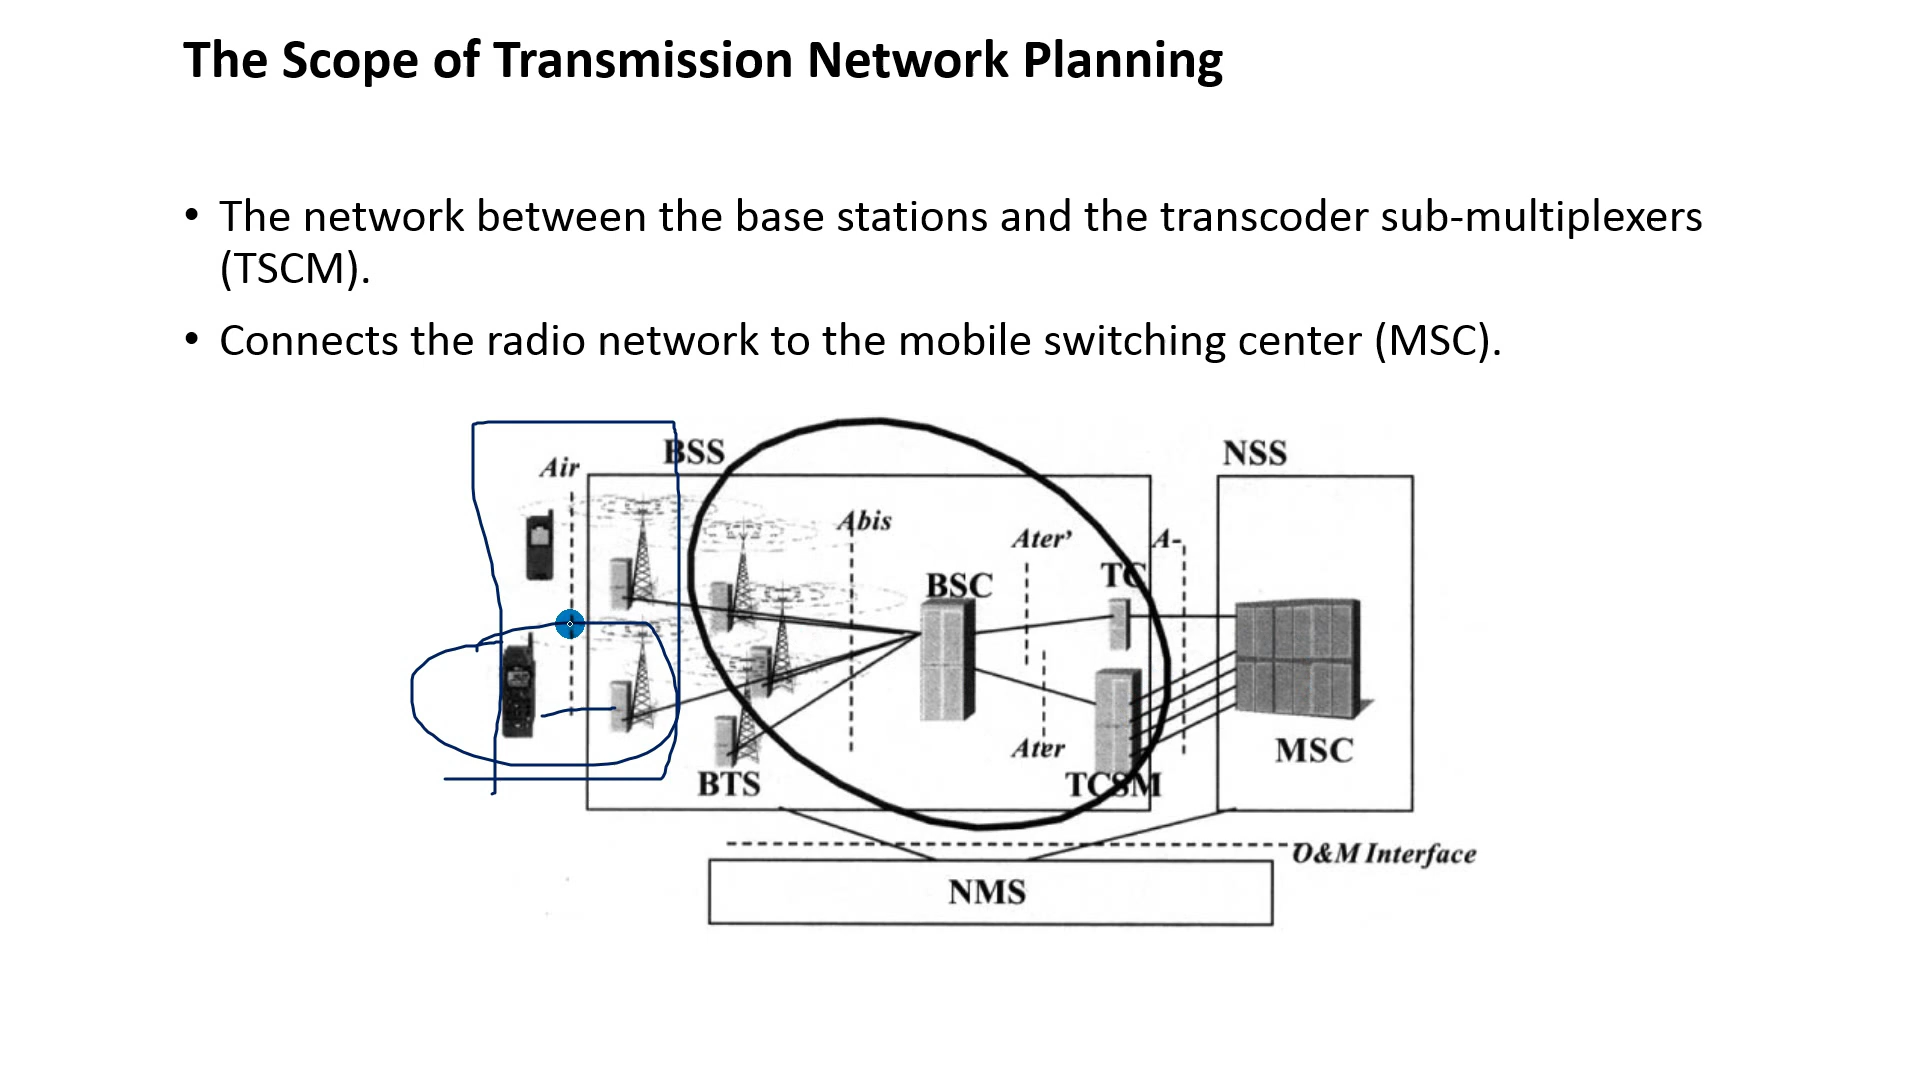 The Scope of Transmission Network Planning
• The network between the base stations and the transcoder sub-multiplexers
(TSCM).
• Connects the radio network to the mobile switching center (MSC).
BSS
NSS
Air
Abis
Ater’
A-
TC
BSC
Ater
MSC
BTS
TCSM
O&M Interface
NMS